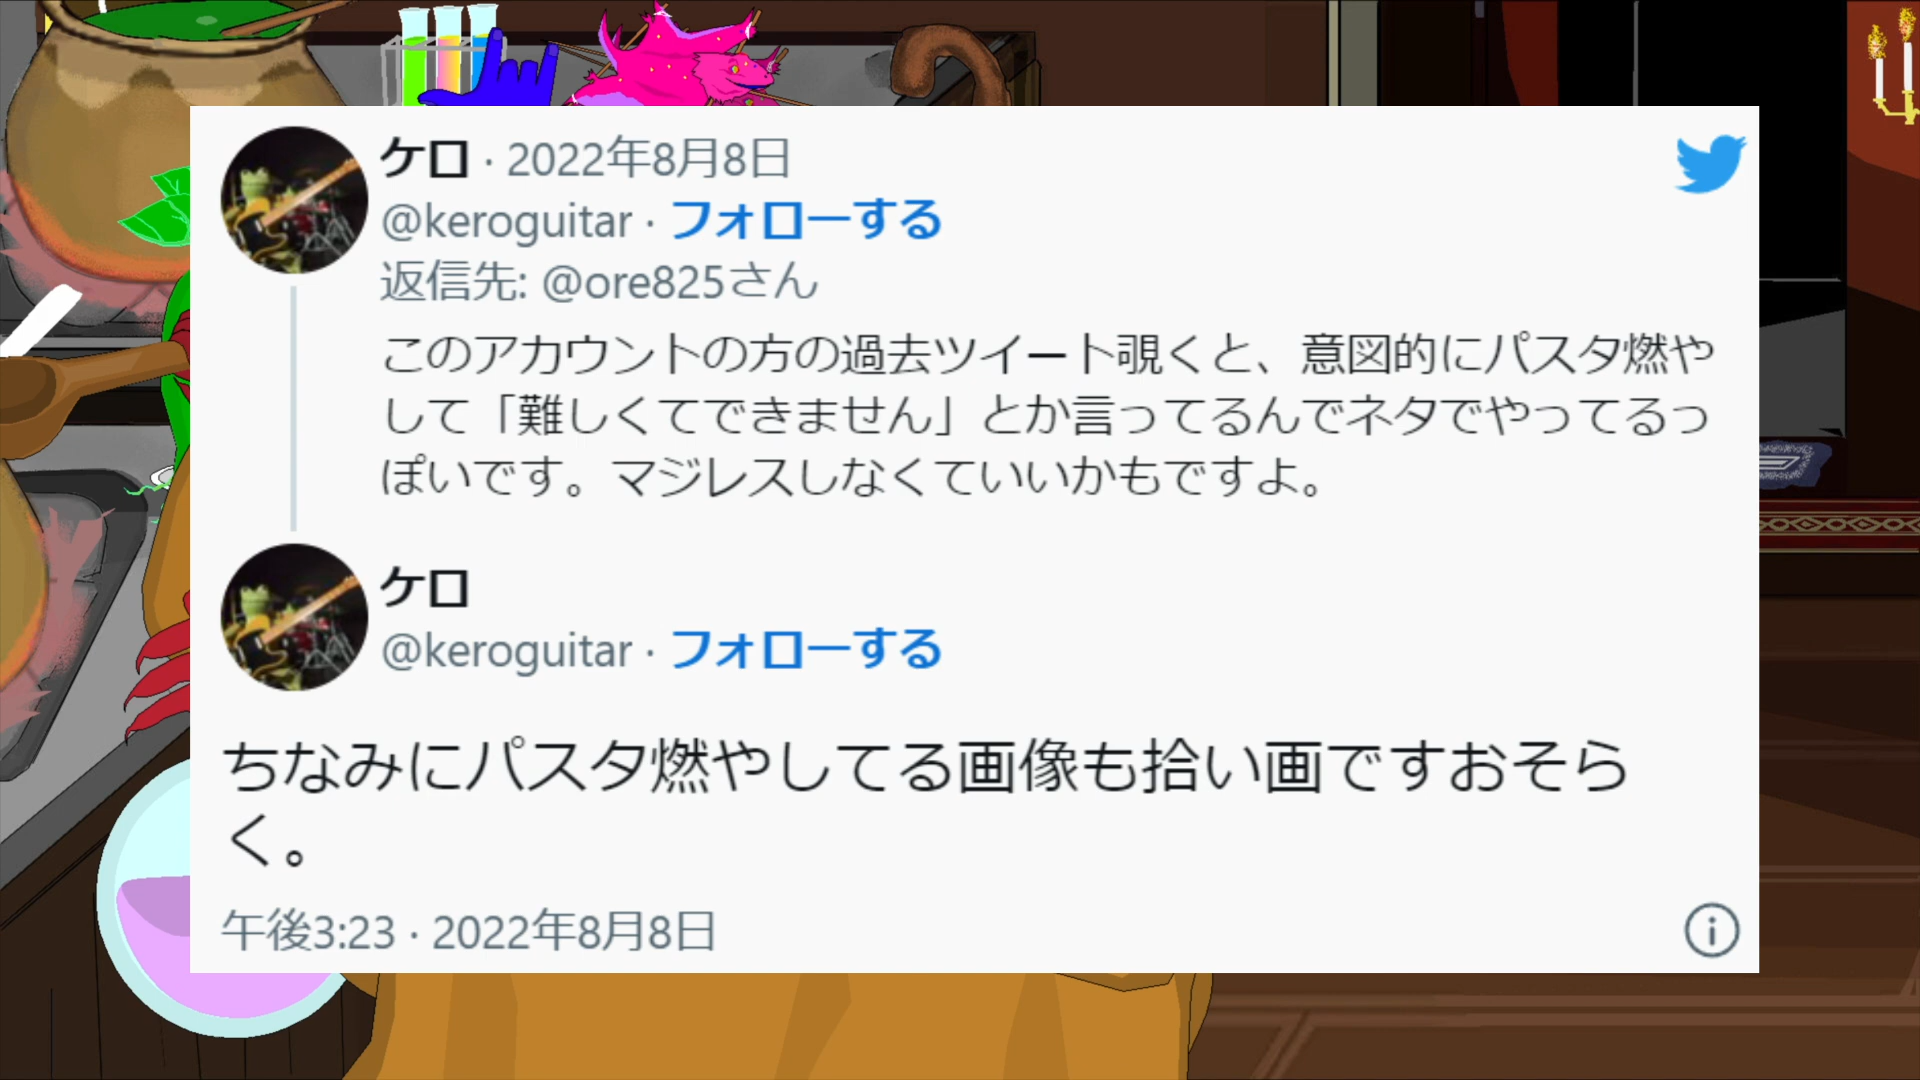 ケロ · 2022年8月8日
@keroguitar · フォローする
返信先: @ore825さん
このアカウントの方の過去ツイート覗くと、意図的にパスタ燃や
して「難しくてできません」とか言ってるんでネタでやってるっ
ぽいです。マジレスしなくていいかもですよ。
ケロ
@keroguitar · フォローする
ちなみにパスタ燃やしてる画像も拾い画ですおそら
く。
午後3:23 · 2022年8月8日